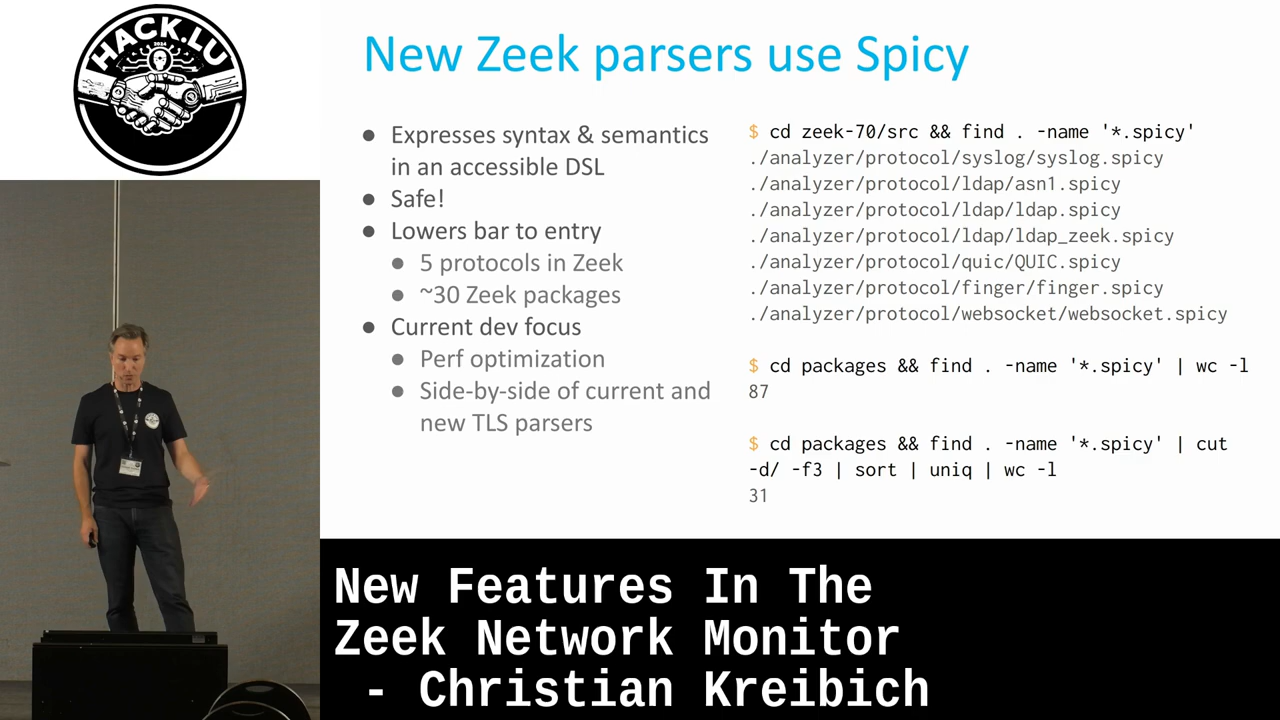 HACK.LU
2024
New Zeek parsers use Spicy
● Expresses syntax & semantics
in an accessible DSL
● Safe!
● Lowers bar to entry
● 5 protocols in Zeek
● ~30 Zeek packages
● Current dev focus
● Perf optimization
● Side-by-side of current and
new TLS parsers
$ cd zeek-70/src && find . -name '*.spicy'
./analyzer/protocol/syslog/syslog.spicy
./analyzer/protocol/ldap/asn1.spicy
./analyzer/protocol/ldap/ldap.spicy
./analyzer/protocol/ldap/ldap_zeek.spicy
./analyzer/protocol/quic/QUIC.spicy
./analyzer/protocol/finger/finger.spicy
./analyzer/protocol/websocket/websocket.spicy
$ cd packages && find . -name '*.spicy' | wc -l
87
$ cd packages && find . -name '*.spicy' | cut
-d/ -f3 | sort | uniq | wc -l
31
New Features In The
Zeek Network Monitor
- Christian Kreibich